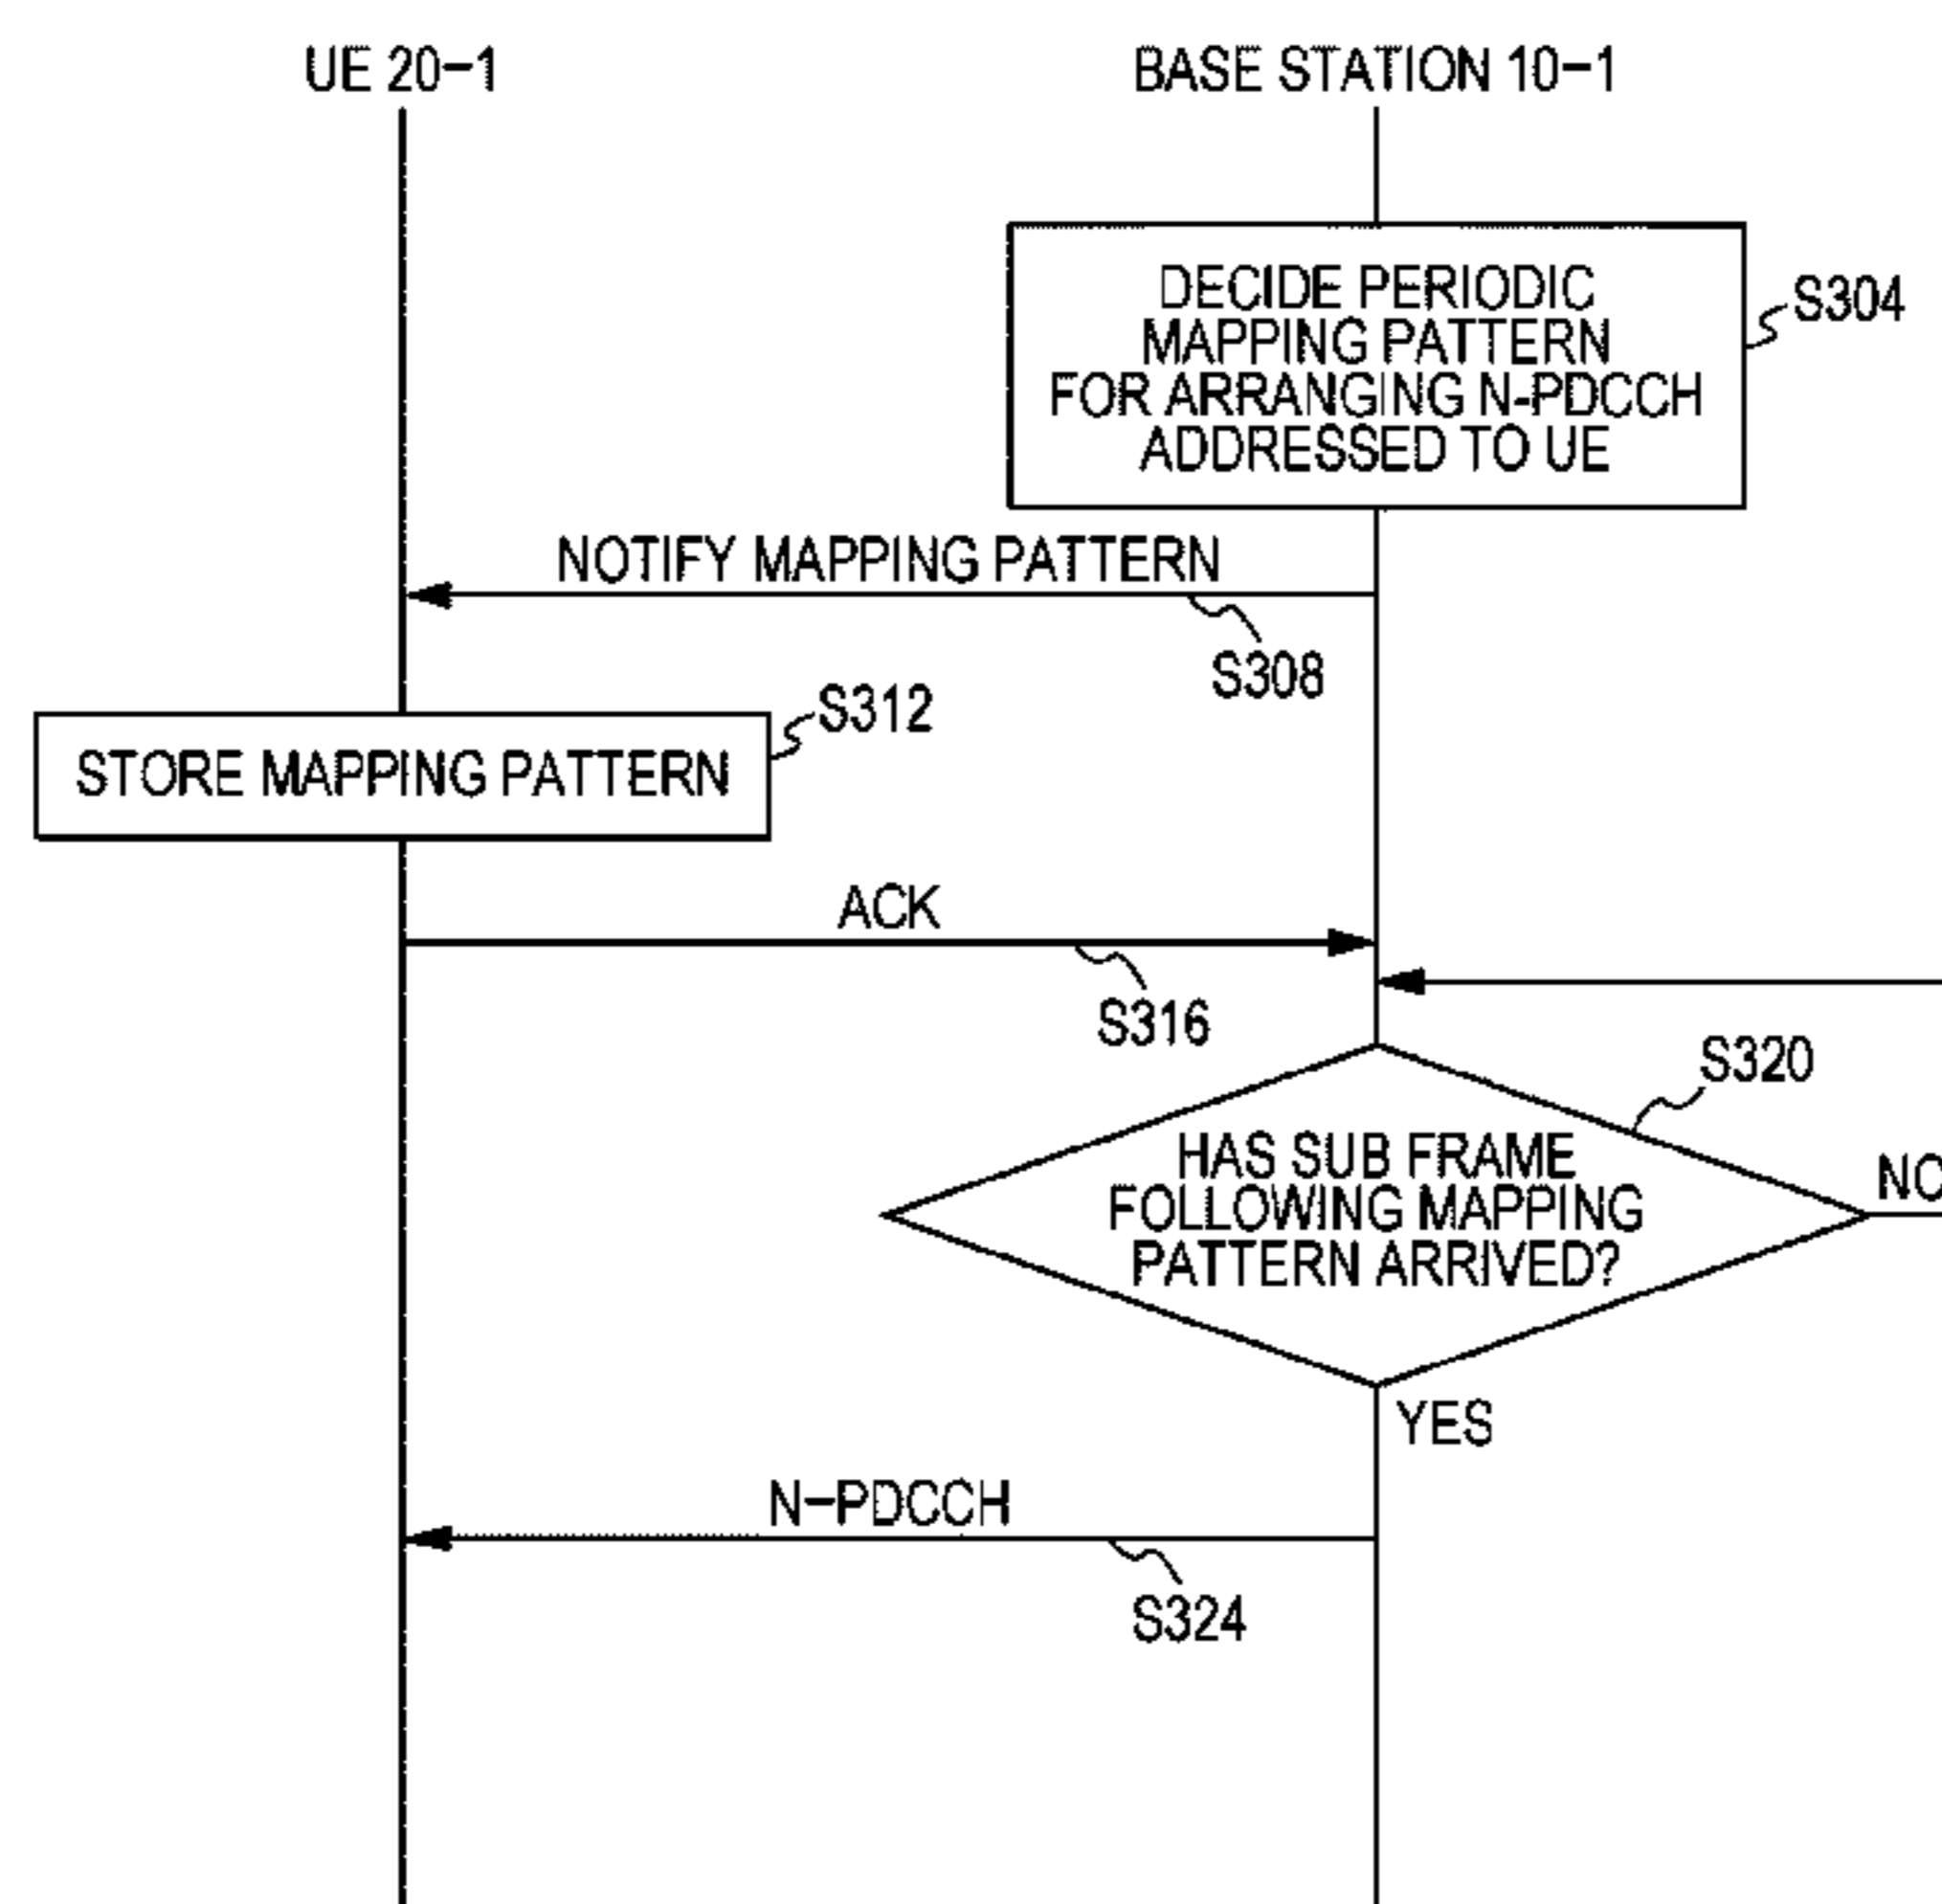 UE 20-1
BASE STATION 10-1
DECIDE PERIODIC
MAPPING PATTERN
FOR ARRANGING N-PDCCH
ADDRESSED TO UE
S304
NOTIFY MAPPING PATTERN
S308
S312
STORE MAPPING PATTERN
ACK
S316
S320
HAS SUB FRAME
FOLLOWING MAPPING
PATTERN ARRIVED?
NO
YES
N-PDCCH
S324